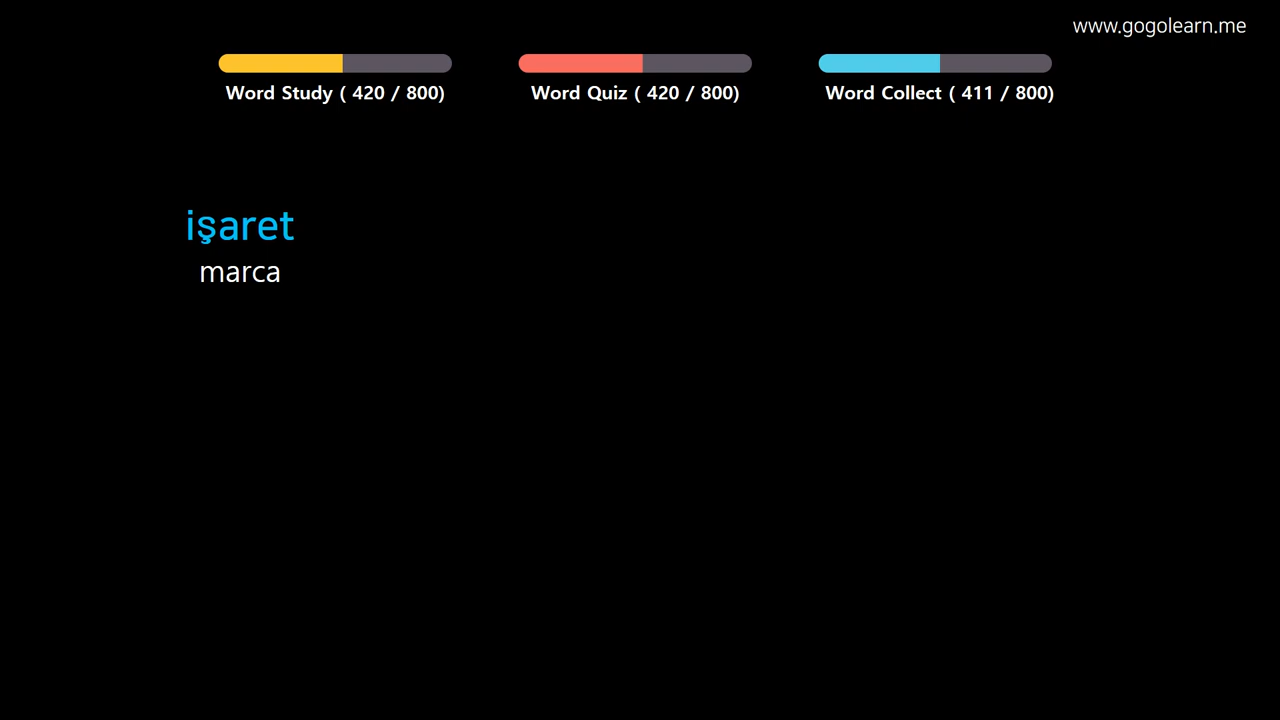 www.gogolearn.me
Word Study ( 420 / 800)
Word Quiz ( 420 / 800)
Word Collect ( 411 / 800)
işaret
marca